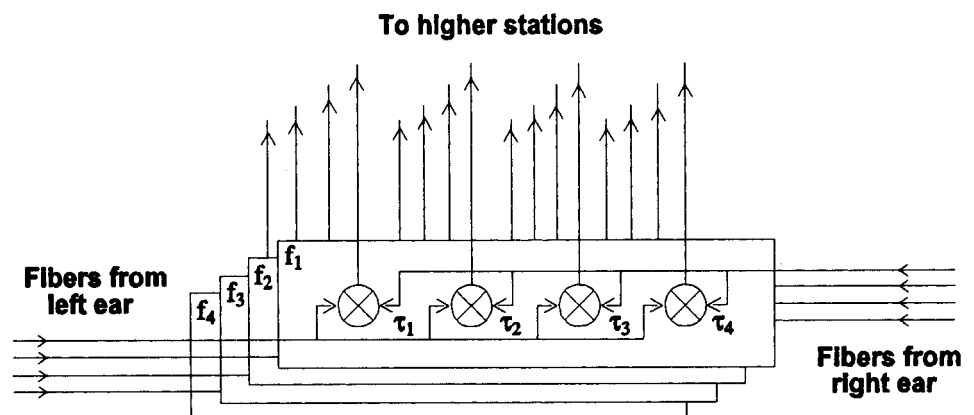 To higher stations
f₁
f₂
f₃
f₄
Fibers from
left ear
τ₁
τ₂
τ₃
τ₄
Fibers from
right ear